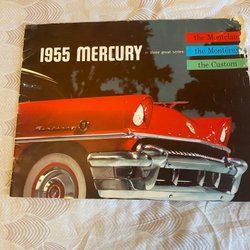 1955 MERCURY in three great series
the Montclair
the Monterey
the Custom